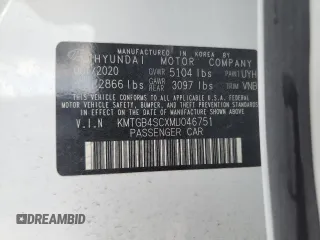 MANUFACTURED IN KOREA BY
HYUNDAI MOTOR COMPANY
/2020 GVWR 5104 lbs PAINT UYH
2866 lbs GAWR REAR 3097 lbs TRIM VNB
THIS VEHICLE CONFORMS TO ALL APPLICABLE
U.S.A. FEDERAL MOTOR VEHICLE SAFETY, BUMPER,
AND THEFT PREVENTION STANDARDS IN EFFECT ON
THE DATE OF MANUFACTURE SHOWN ABOVE.
V.I.N KMTGB4SCXMU046751
PASSENGER CAR